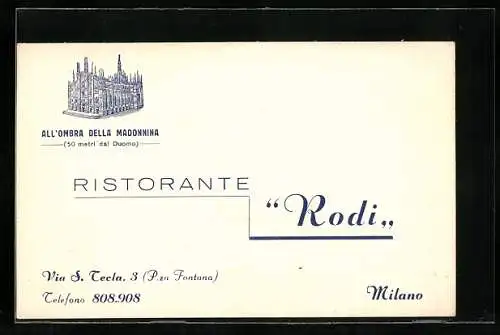 ALL'OMBRA DELLA MADONNINA
(50 metri dal Duomo)
RISTORANTE
“Rodi„
Via S. Tecla, 3 (P.za Fontana)
Telefono 808.908
Milano